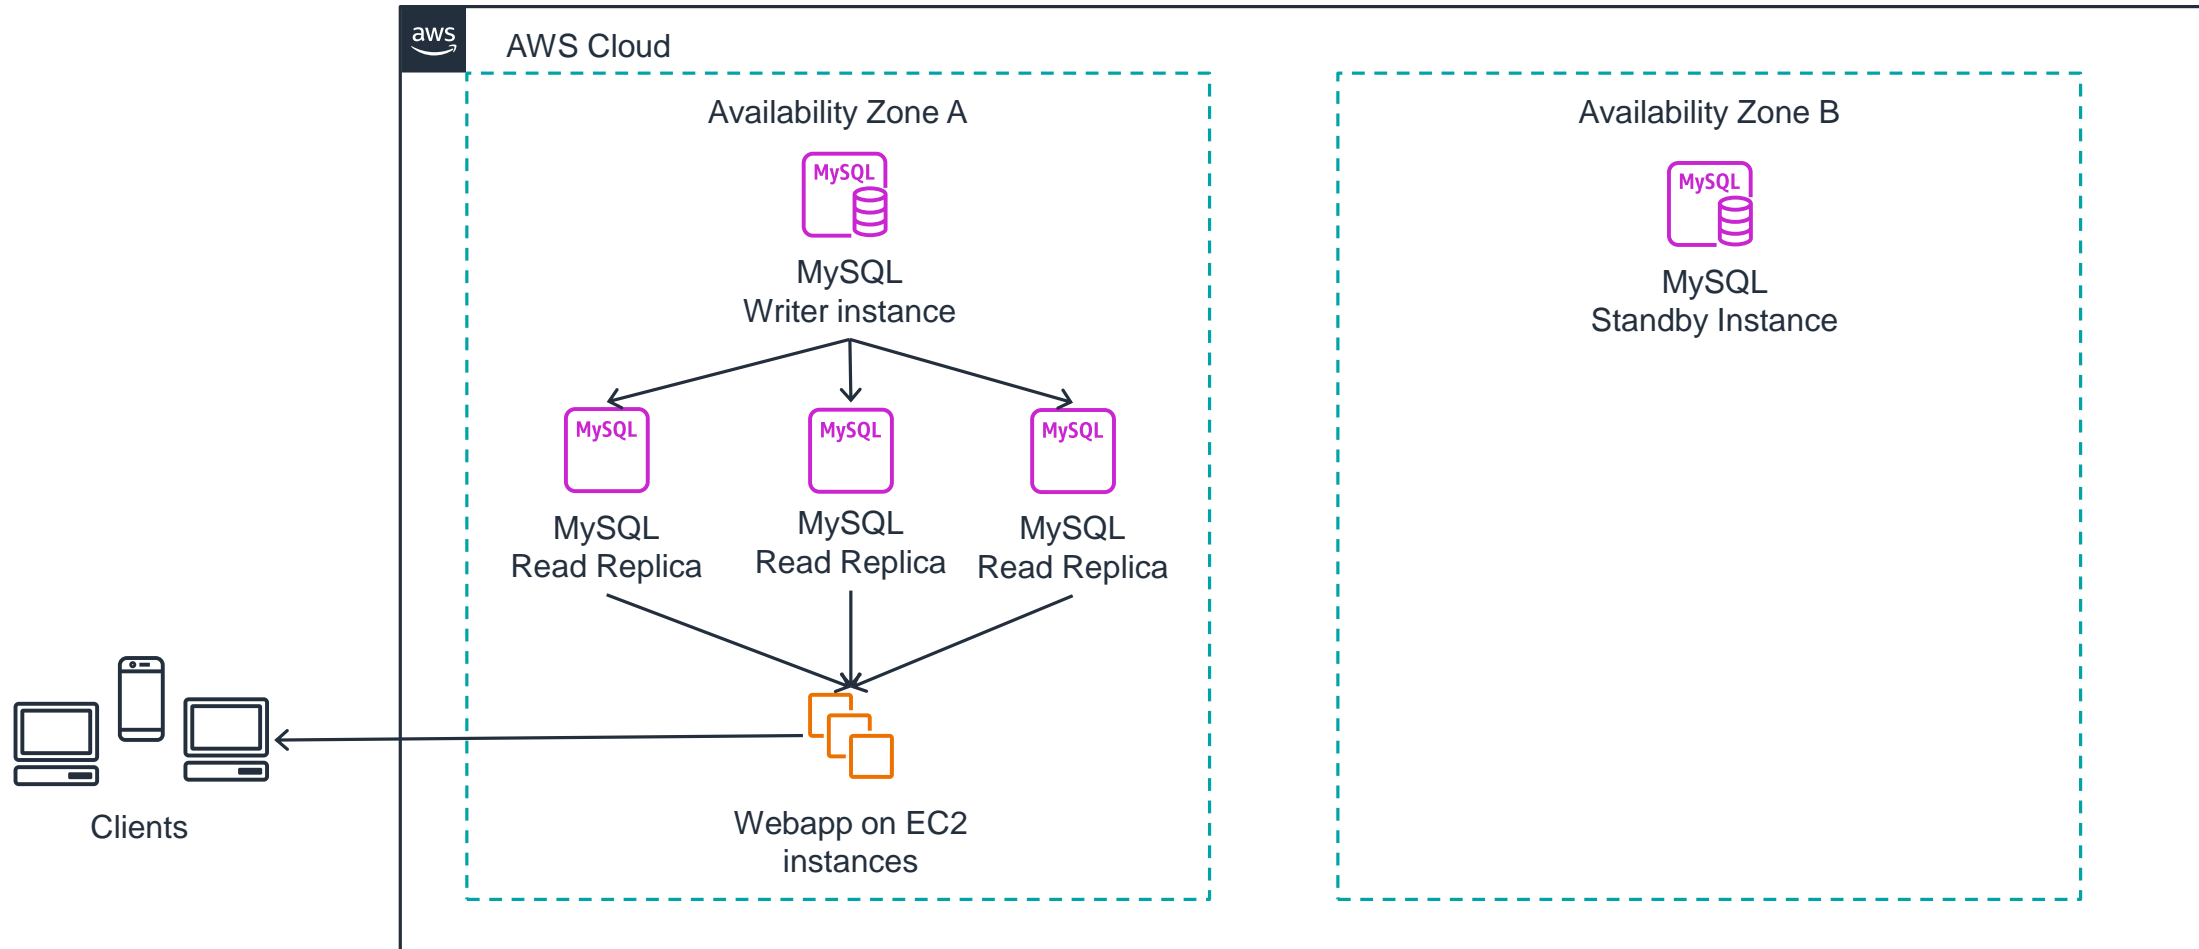 aws
AWS Cloud
Availability Zone A
MySQL
MySQL
Writer instance
MySQL
MySQL
Read Replica
MySQL
MySQL
Read Replica
MySQL
MySQL
Read Replica
Webapp on EC2
instances
Clients
Availability Zone B
MySQL
MySQL
Standby Instance